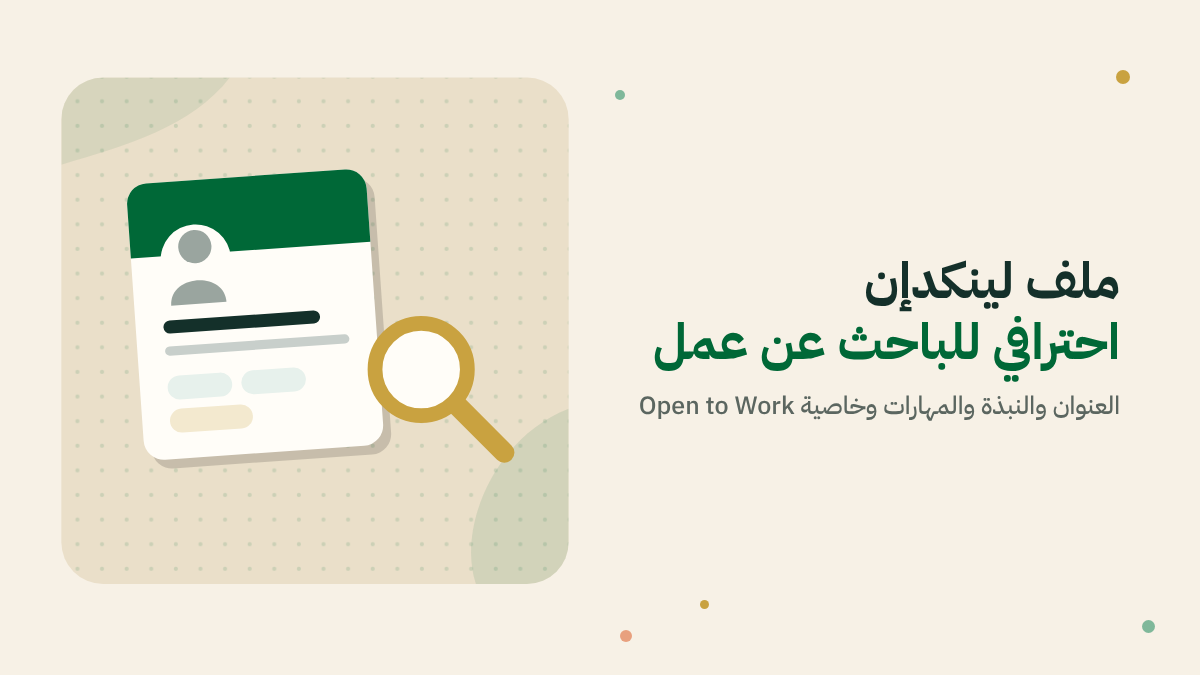 ملف لينكدإن
احترافي للباحث عن عمل
العنوان والنبذة والمهارات وخاصية Open to Work